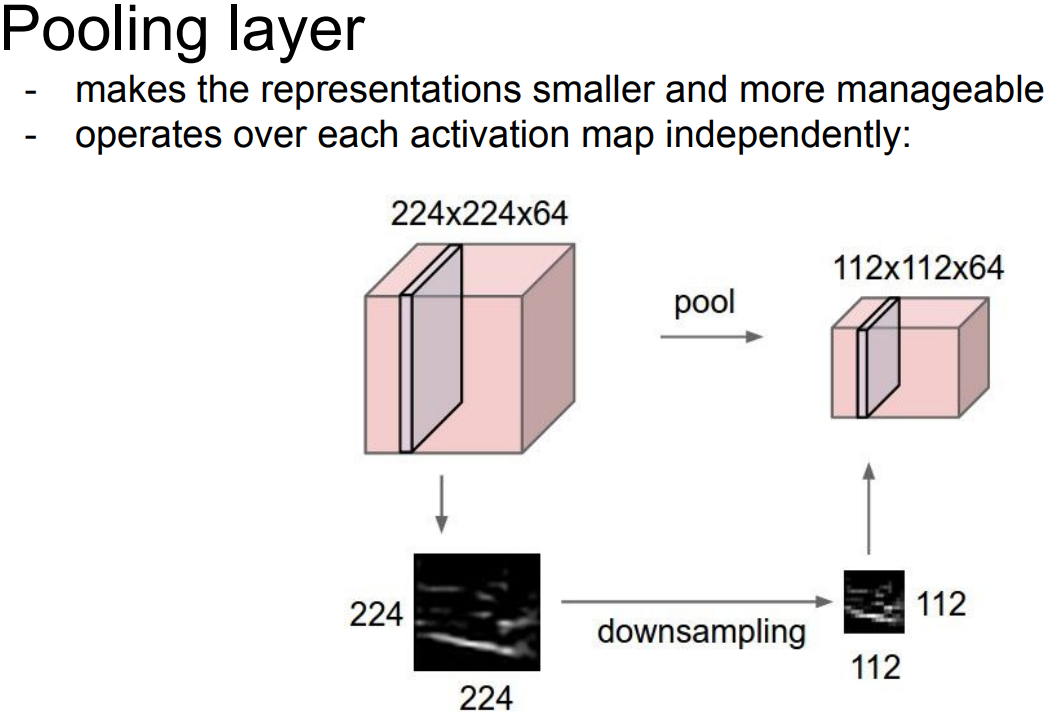 Pooling layer
- makes the representations smaller and more manageable
- operates over each activation map independently:
224x224x64
112x112x64
pool
224
downsampling
112
112
224